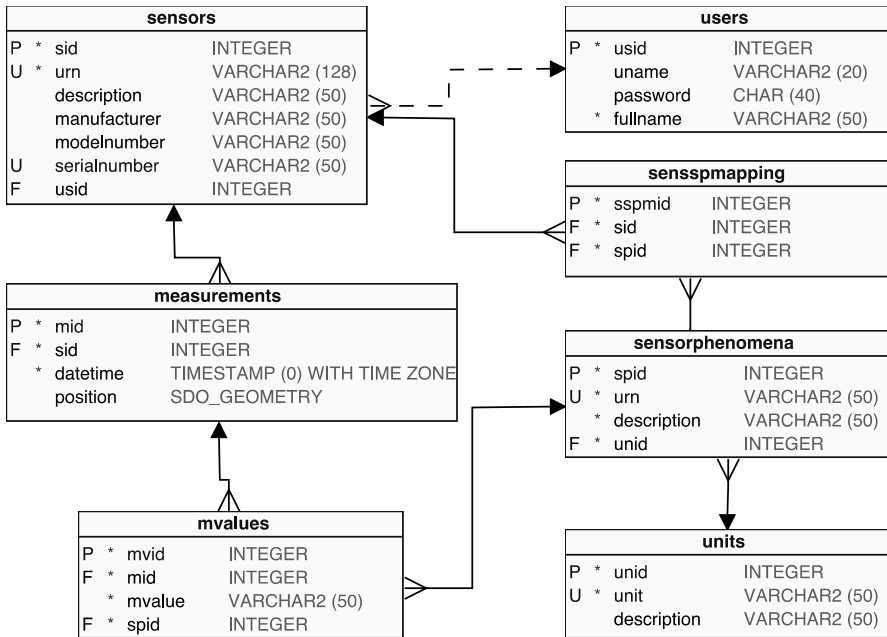 sensors
P * sid INTEGER
U * urn VARCHAR2 (128)
description VARCHAR2 (50)
manufacturer VARCHAR2 (50)
modelnumber VARCHAR2 (50)
U serialnumber VARCHAR2 (50)
F usid INTEGER
users
P * usid INTEGER
uname VARCHAR2 (20)
password CHAR (40)
* fullname VARCHAR2 (50)
sensspmapping
P * sspmid INTEGER
F * sid INTEGER
F * spid INTEGER
measurements
P * mid INTEGER
F * sid INTEGER
* datetime TIMESTAMP (0) WITH TIME ZONE
position SDO_GEOMETRY
sensorphenomena
P * spid INTEGER
U * urn VARCHAR2 (50)
* description VARCHAR2 (50)
F * unid INTEGER
mvalues
P * mvid INTEGER
F * mid INTEGER
* mvalue VARCHAR2 (50)
F * spid INTEGER
units
P * unid INTEGER
U * unit VARCHAR2 (50)
description VARCHAR2 (50)